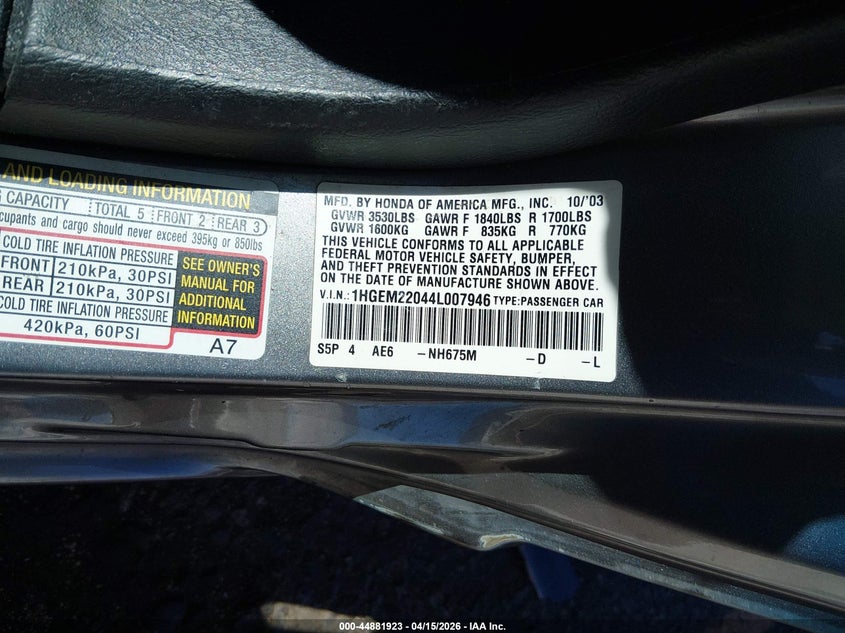 AND LOADING INFORMATION
CAPACITY TOTAL 5 FRONT 2 REAR 3
cupants and cargo should never exceed 395kg or 850lbs
COLD TIRE INFLATION PRESSURE
FRONT 210kPa, 30PSI
REAR 210kPa, 30PSI
COLD TIRE INFLATION PRESSURE
420kPa, 60PSI
SEE OWNER'S
MANUAL FOR
ADDITIONAL
INFORMATION
A7
MFD. BY HONDA OF AMERICA MFG., INC. 10/'03
GVWR 3530LBS GAWR F 1840LBS R 1700LBS
GVWR 1600KG GAWR F 835KG R 770KG
THIS VEHICLE CONFORMS TO ALL APPLICABLE
FEDERAL MOTOR VEHICLE SAFETY, BUMPER,
AND THEFT PREVENTION STANDARDS IN EFFECT
ON THE DATE OF MANUFACTURE SHOWN ABOVE.
V.I.N.: 1HGEM22044L007946 TYPE:PASSENGER CAR
S5P 4 AE6 -NH675M -D -L
000-44881923 - 04/15/2026 - IAA Inc.